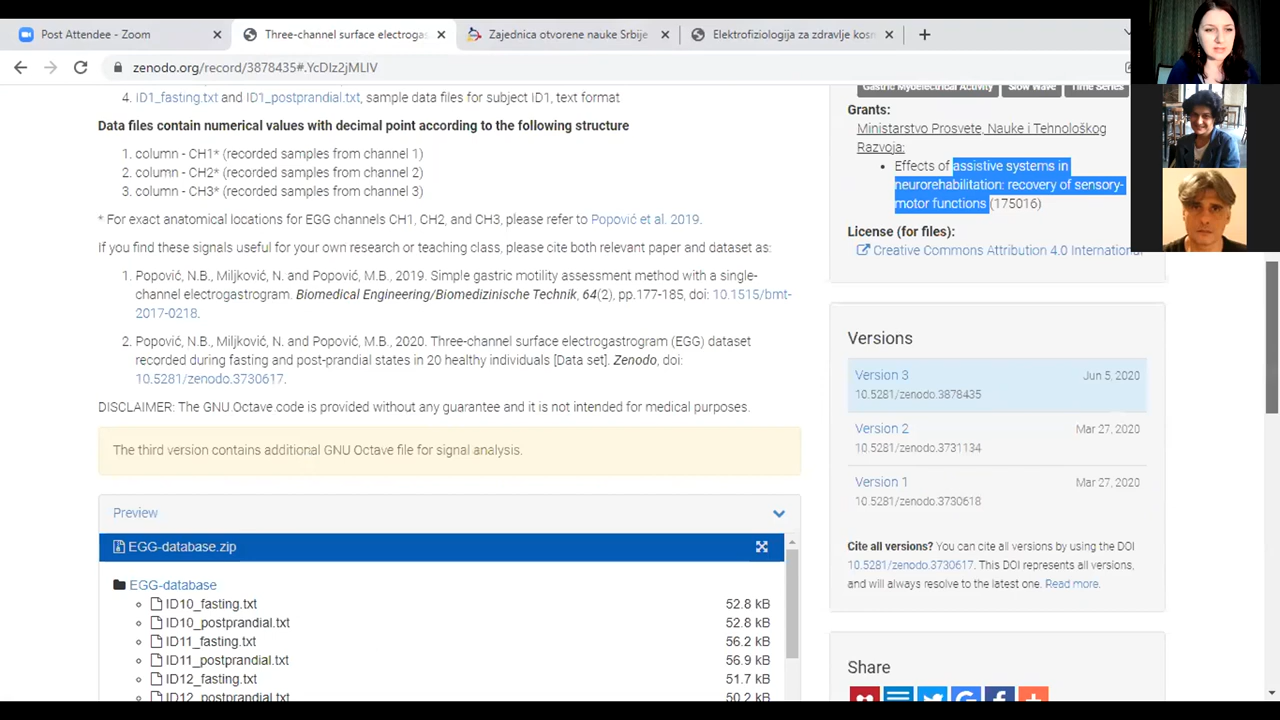 Post Attendee - Zoom
Three-channel surface electrogas
Zajednica otvorene nauke Srbije
Elektrofiziologija za zdravlje kosn
zenodo.org/record/3878435#.YcDIz2jMLIV
4. ID1_fasting.txt and ID1_postprandial.txt, sample data files for subject ID1, text format
Data files contain numerical values with decimal point according to the following structure
1. column - CH1* (recorded samples from channel 1)
2. column - CH2* (recorded samples from channel 2)
3. column - CH3* (recorded samples from channel 3)
* For exact anatomical locations for EGG channels CH1, CH2, and CH3, please refer to Popović et al. 2019.
If you find these signals useful for your own research or teaching class, please cite both relevant paper and dataset as:
1. Popović, N.B., Miljković, N. and Popović, M.B., 2019. Simple gastric motility assessment method with a single-
channel electrogastrogram. Biomedical Engineering/Biomedizinische Technik, 64(2), pp.177-185, doi: 10.1515/bmt-
2017-0218.
2. Popović, N.B., Miljković, N. and Popović, M.B., 2020. Three-channel surface electrogastrogram (EGG) dataset
recorded during fasting and post-prandial states in 20 healthy individuals [Data set]. Zenodo, doi:
10.5281/zenodo.3730617.
DISCLAIMER: The GNU Octave code is provided without any guarantee and it is not intended for medical purposes.
The third version contains additional GNU Octave file for signal analysis.
Preview
EGG-database.zip
EGG-database
ID10_fasting.txt 52.8 kB
ID10_postprandial.txt 52.8 kB
ID11_fasting.txt 56.2 kB
ID11_postprandial.txt 56.9 kB
ID12_fasting.txt 51.7 kB
ID12_postprandial.txt 50.2 kB
Gastric Myoelectrical Activity Slow Wave Time Series
Grants:
Ministarstvo Prosvete, Nauke i Tehnološkog
Razvoja:
Effects of assistive systems in
neurorehabilitation: recovery of sensory-
motor functions (175016)
License (for files):
Creative Commons Attribution 4.0 International
Versions
Version 3 Jun 5, 2020
10.5281/zenodo.3878435
Version 2 Mar 27, 2020
10.5281/zenodo.3731134
Version 1 Mar 27, 2020
10.5281/zenodo.3730618
Cite all versions? You can cite all versions by using the DOI
10.5281/zenodo.3730617. This DOI represents all versions,
and will always resolve to the latest one. Read more.
Share